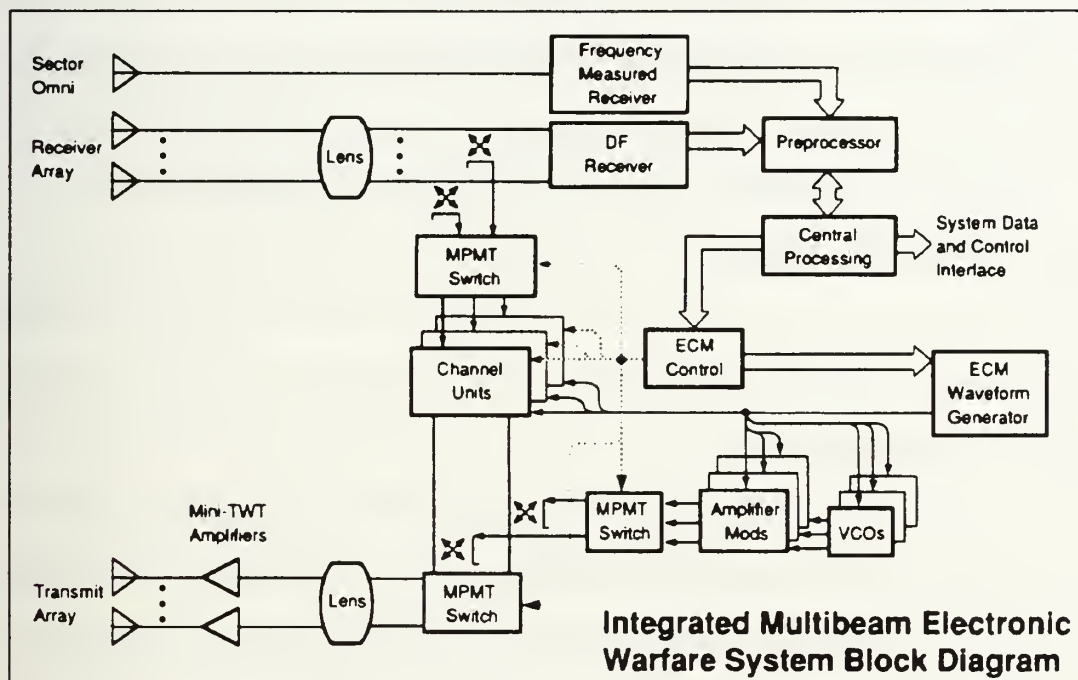 Sector
Omni
Frequency
Measured
Receiver
Receiver
Array
Lens
DF
Receiver
Preprocessor
MPMT
Switch
Central
Processing
System Data
and Control
Interface
Channel
Units
ECM
Control
ECM
Waveform
Generator
Mini-TWT
Amplifiers
MPMT
Switch
Amplifier
Mods
VCOs
Transmit
Array
Lens
MPMT
Switch
Integrated Multibeam Electronic
Warfare System Block Diagram